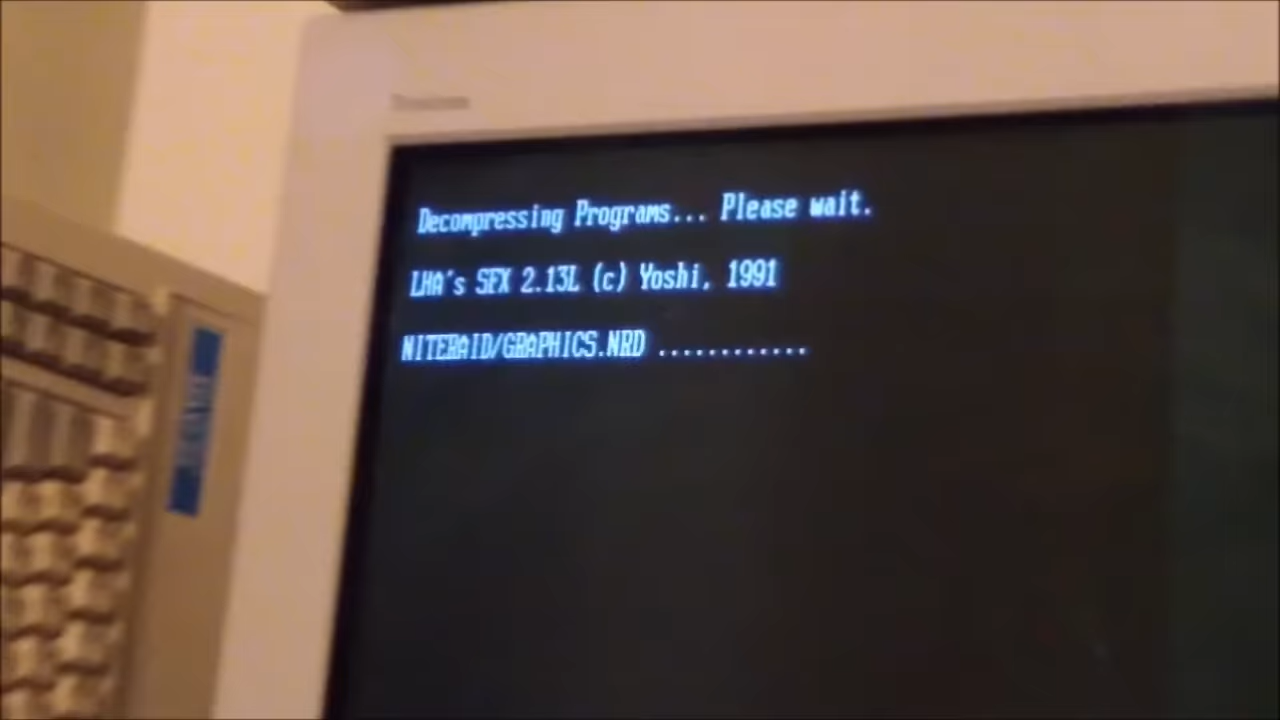 Decompressing Programs... Please wait.
LHA's SFX 2.13L (c) Yoshi, 1991
NITERAID/GRAPHICS.NRD ............